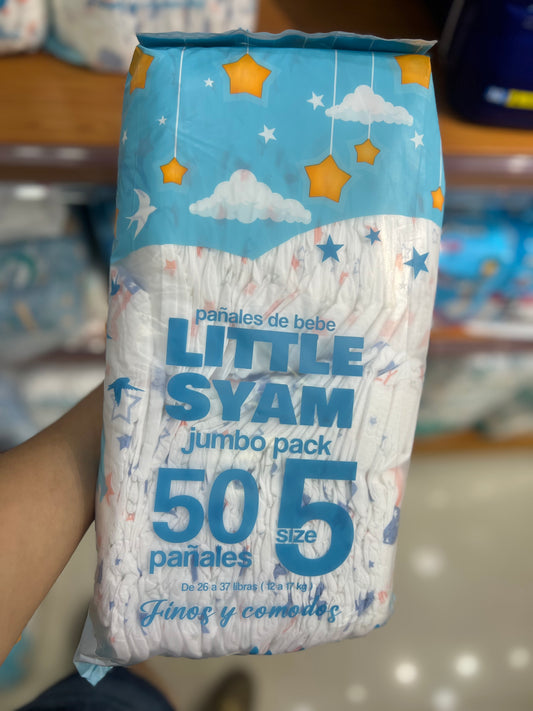 pañales de bebe
LITTLE
SYAM
jumbo pack
50
pañales
size 5
De 26 a 37 libras ( 12 a 17 kg )
Finos y comodos